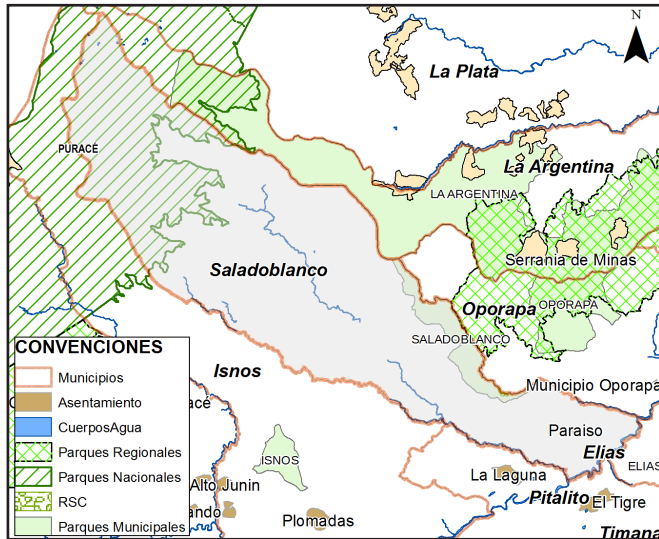 N
La Plata
PURACÉ
La Argentina
LA ARGENTINA
Serrania de Minas
Saladoblanco
Oporapa
OPORAPA
SALADOBLANCO
Isnos
Municipio Oporapa
Paraiso
Elias
ELIAS
ISNOS
La Laguna
Alto Junin
Pitalito
El Tigre
Plomadas
Timana
CONVENCIONES
Municipios
Asentamiento
CuerposAgua
Parques Regionales
Parques Nacionales
RSC
Parques Municipales